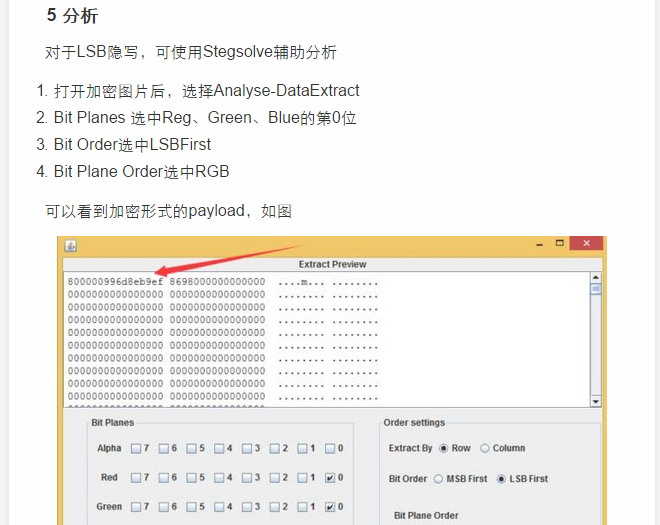 5 分析
对于LSB隐写，可使用Stegsolve辅助分析
1. 打开加密图片后，选择Analyse-DataExtract
2. Bit Planes 选中Reg、Green、Blue的第0位
3. Bit Order选中LSBFirst
4. Bit Plane Order选中RGB
可以看到加密形式的payload，如图
Extract Preview
800000996d8eb9ef 8698000000000000 ....m... ........
0000000000000000 0000000000000000 ........ ........
0000000000000000 0000000000000000 ........ ........
0000000000000000 0000000000000000 ........ ........
0000000000000000 0000000000000000 ........ ........
0000000000000000 0000000000000000 ........ ........
0000000000000000 0000000000000000 ........ ........
0000000000000000 0000000000000000 ........ ........
0000000000000000 0000000000000000 ........ ........
0000000000000000 0000000000000000 ........ ........
Bit Planes
Order settings
Alpha 7 6 5 4 3 2 1 0
Extract By Row Column
Red 7 6 5 4 3 2 1 0
Bit Order MSB First LSB First
Green 7 6 5 4 3 2 1 0
Bit Plane Order